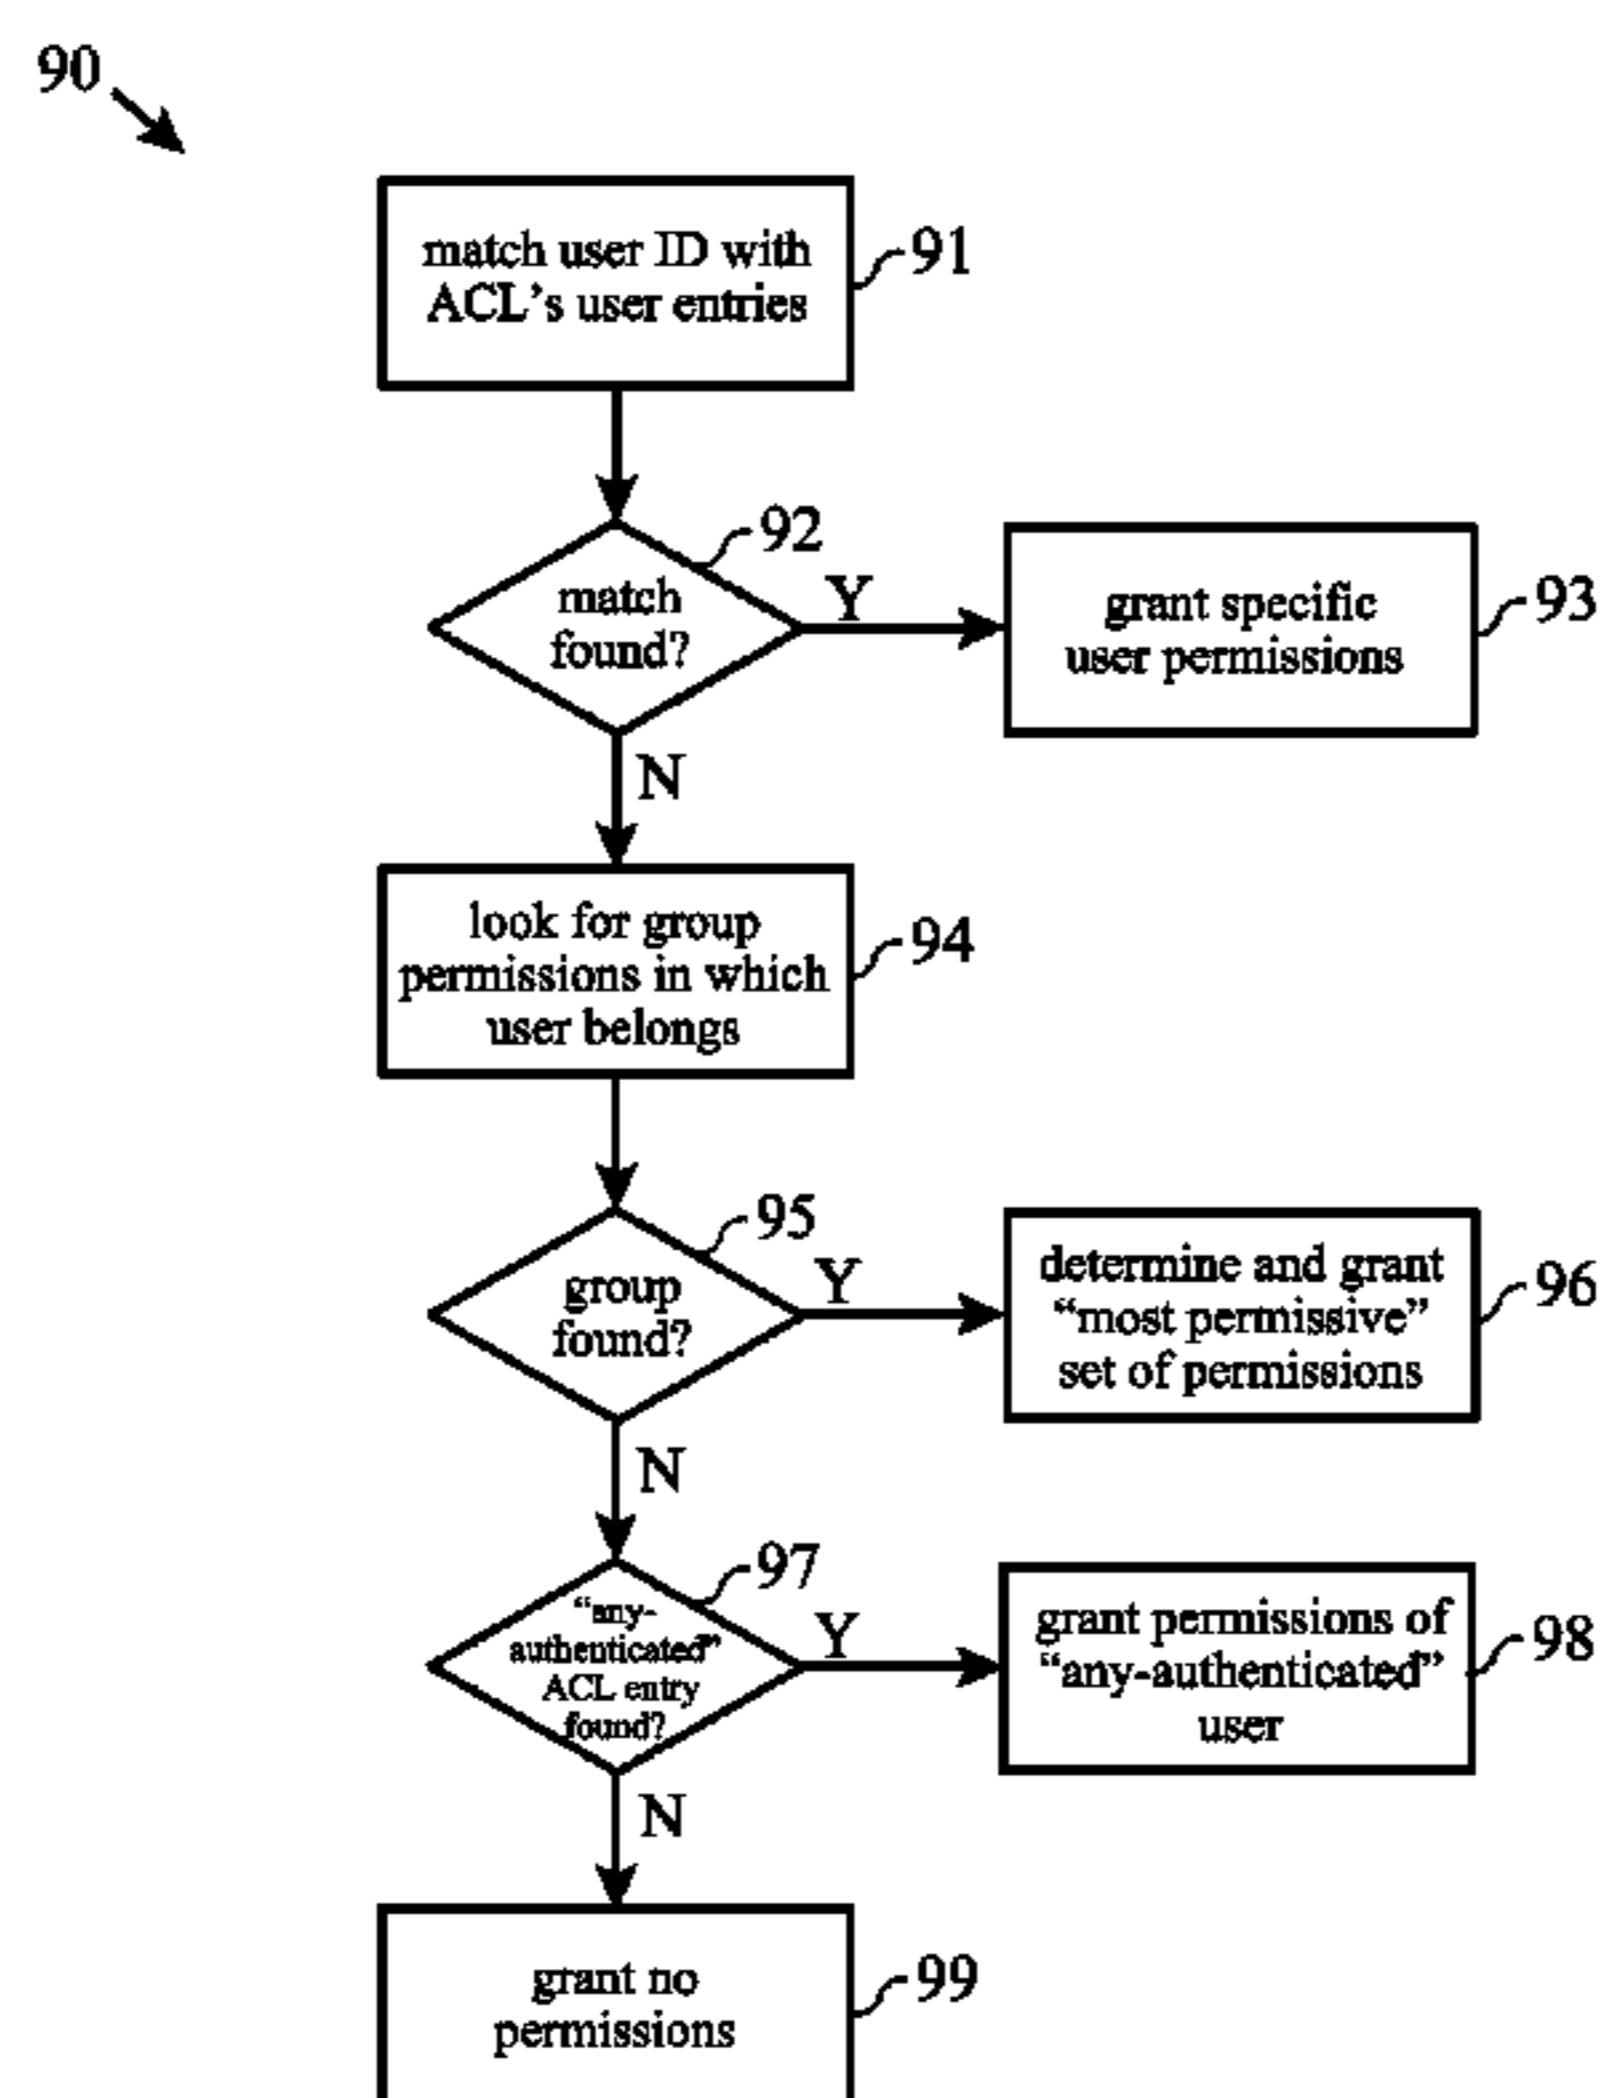 90
match user ID with
ACL's user entries
91
92
match
found?
Y
grant specific
user permissions
93
N
look for group
permissions in which
user belongs
94
95
group
found?
Y
determine and grant
“most permissive”
set of permissions
96
N
97
“any-
authenticated”
ACL entry
found?
Y
grant permissions of
“any-authenticated”
user
98
N
grant no
permissions
99